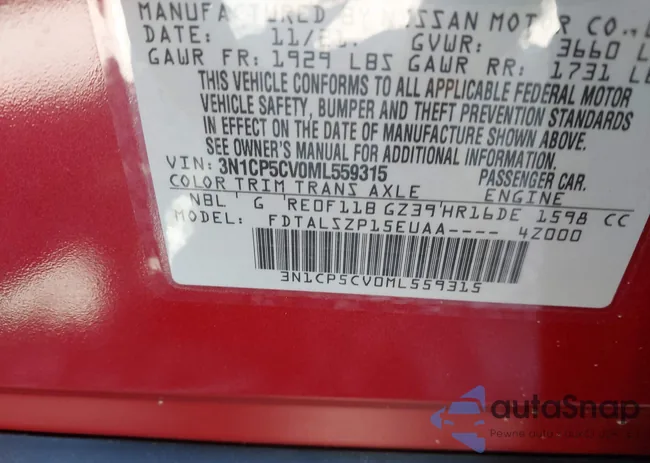 MANUFACTURED BY NISSAN MOTOR CO.,
DATE: 11/2 GVWR: 3660 L
GAWR FR: 1929 LBS GAWR RR: 1731 L
THIS VEHICLE CONFORMS TO ALL APPLICABLE FEDERAL MOTOR
VEHICLE SAFETY, BUMPER AND THEFT PREVENTION STANDARDS
IN EFFECT ON THE DATE OF MANUFACTURE SHOWN ABOVE.
SEE OWNER'S MANUAL FOR ADDITIONAL INFORMATION.
VIN: 3N1CP5CV0ML559315 PASSENGER CAR.
COLOR TRIM TRANS AXLE ENGINE
NBL G RE0F11B GZ39 HR16DE 1598 CC
MODEL: FDTALSZP15EUAA---- 4Z000
3N1CP5CV0ML559315
autoSnap
Pewne auta